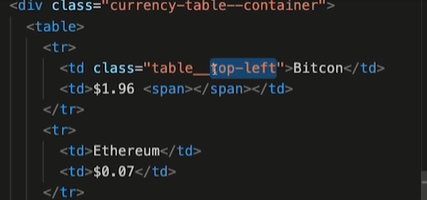 <div class="currency-table--container">
<table>
<tr>
<td class="table__top-left">Bitcon</td>
<td>$1.96 <span></span></td>
</tr>
<tr>
<td>Ethereum</td>
<td>$0.07</td>
</tr>